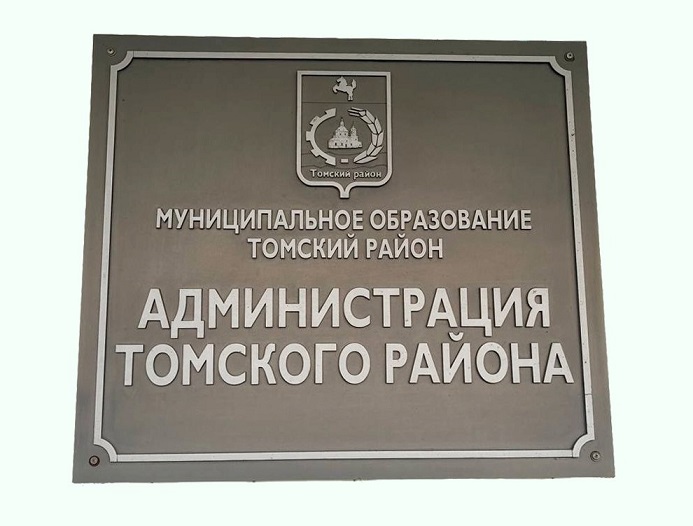 Томский район
МУНИЦИПАЛЬНОЕ ОБРАЗОВАНИЕ
ТОМСКИЙ РАЙОН
АДМИНИСТРАЦИЯ
ТОМСКОГО РАЙОНА